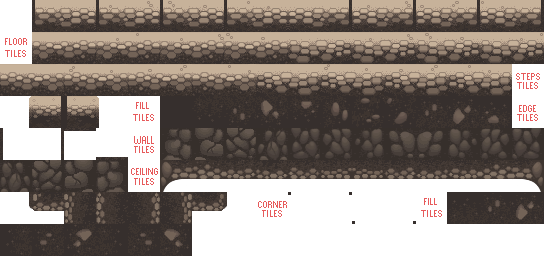 FLOOR
TILES
STEPS
TILES
FILL
TILES
EDGE
TILES
WALL
TILES
CEILING
TILES
CORNER
TILES
FILL
TILES